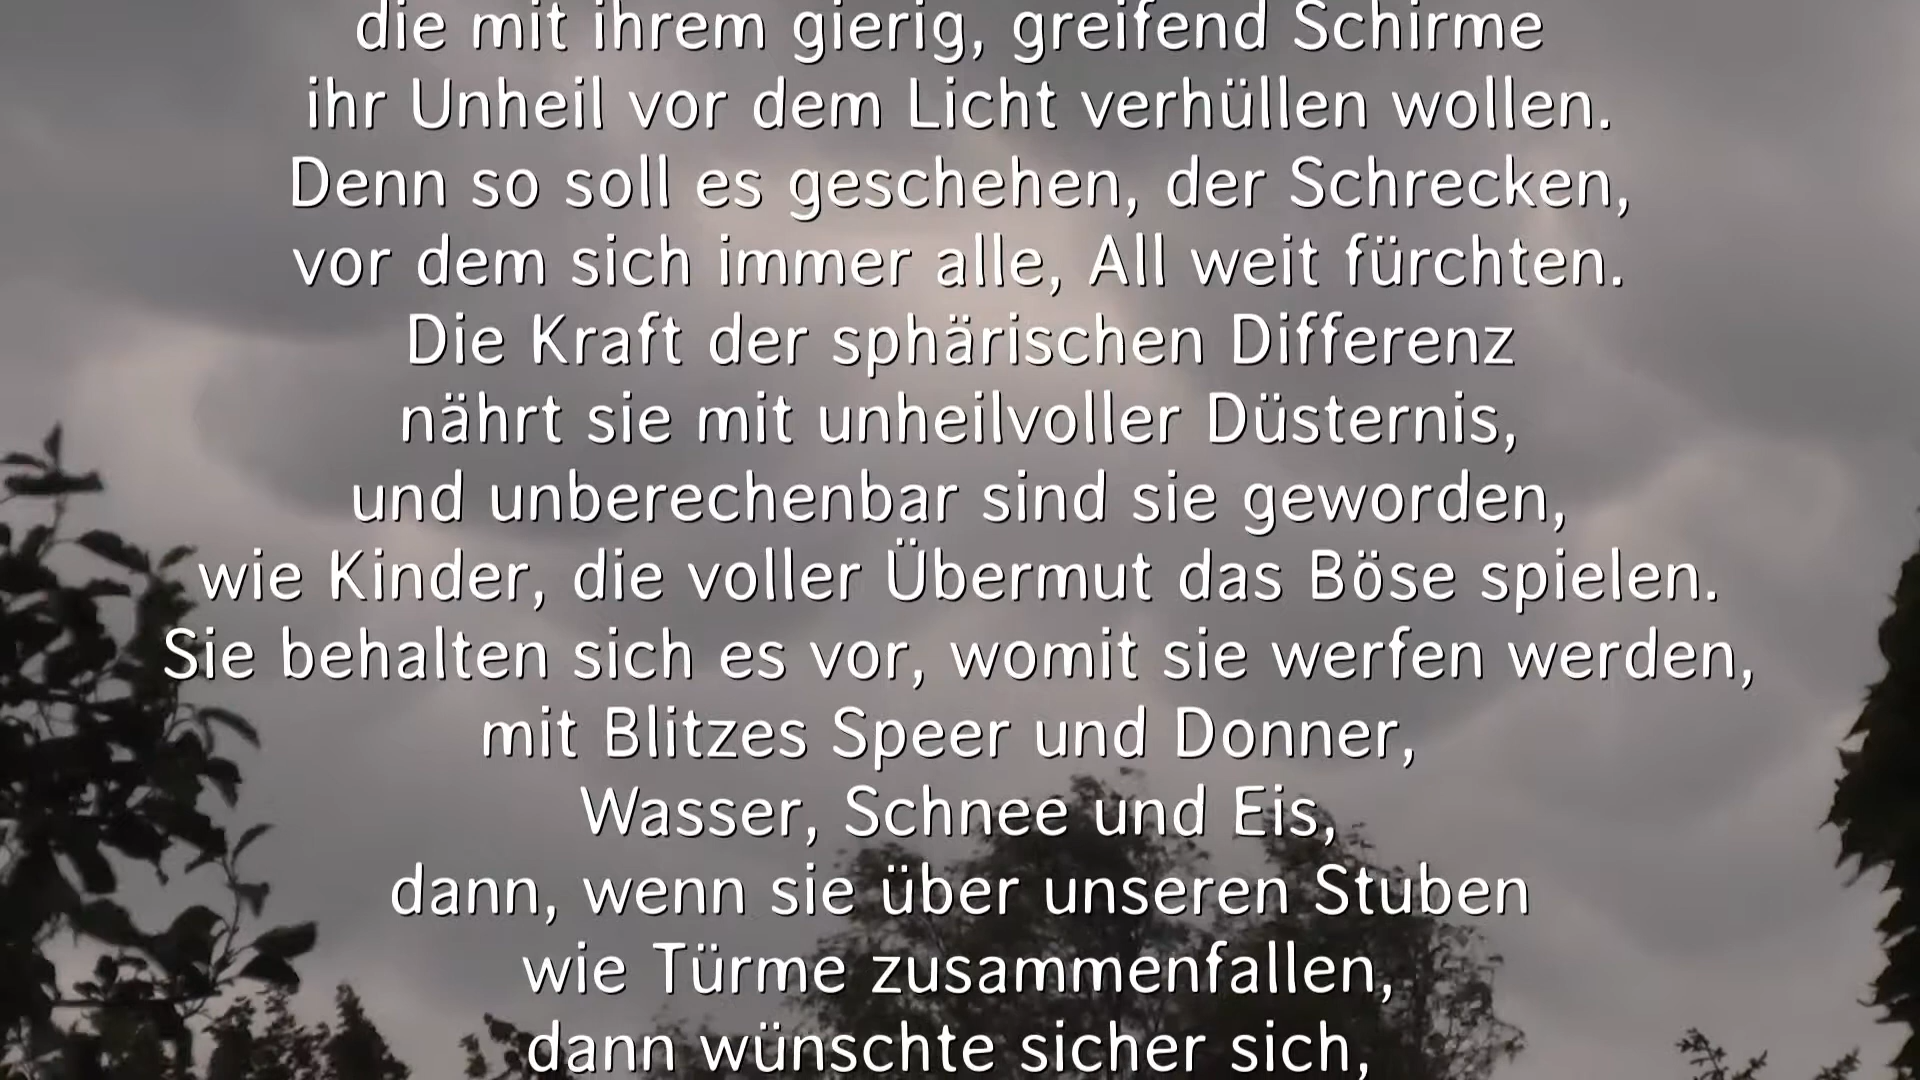 die mit ihrem gierig, greifend Schirme
ihr Unheil vor dem Licht verhüllen wollen.
Denn so soll es geschehen, der Schrecken,
vor dem sich immer alle, All weit fürchten.
Die Kraft der sphärischen Differenz
nährt sie mit unheilvoller Düsternis,
und unberechenbar sind sie geworden,
wie Kinder, die voller Übermut das Böse spielen.
Sie behalten sich es vor, womit sie werfen werden,
mit Blitzes Speer und Donner,
Wasser, Schnee und Eis,
dann, wenn sie über unseren Stuben
wie Türme zusammenfallen,
dann wünschte sicher sich,